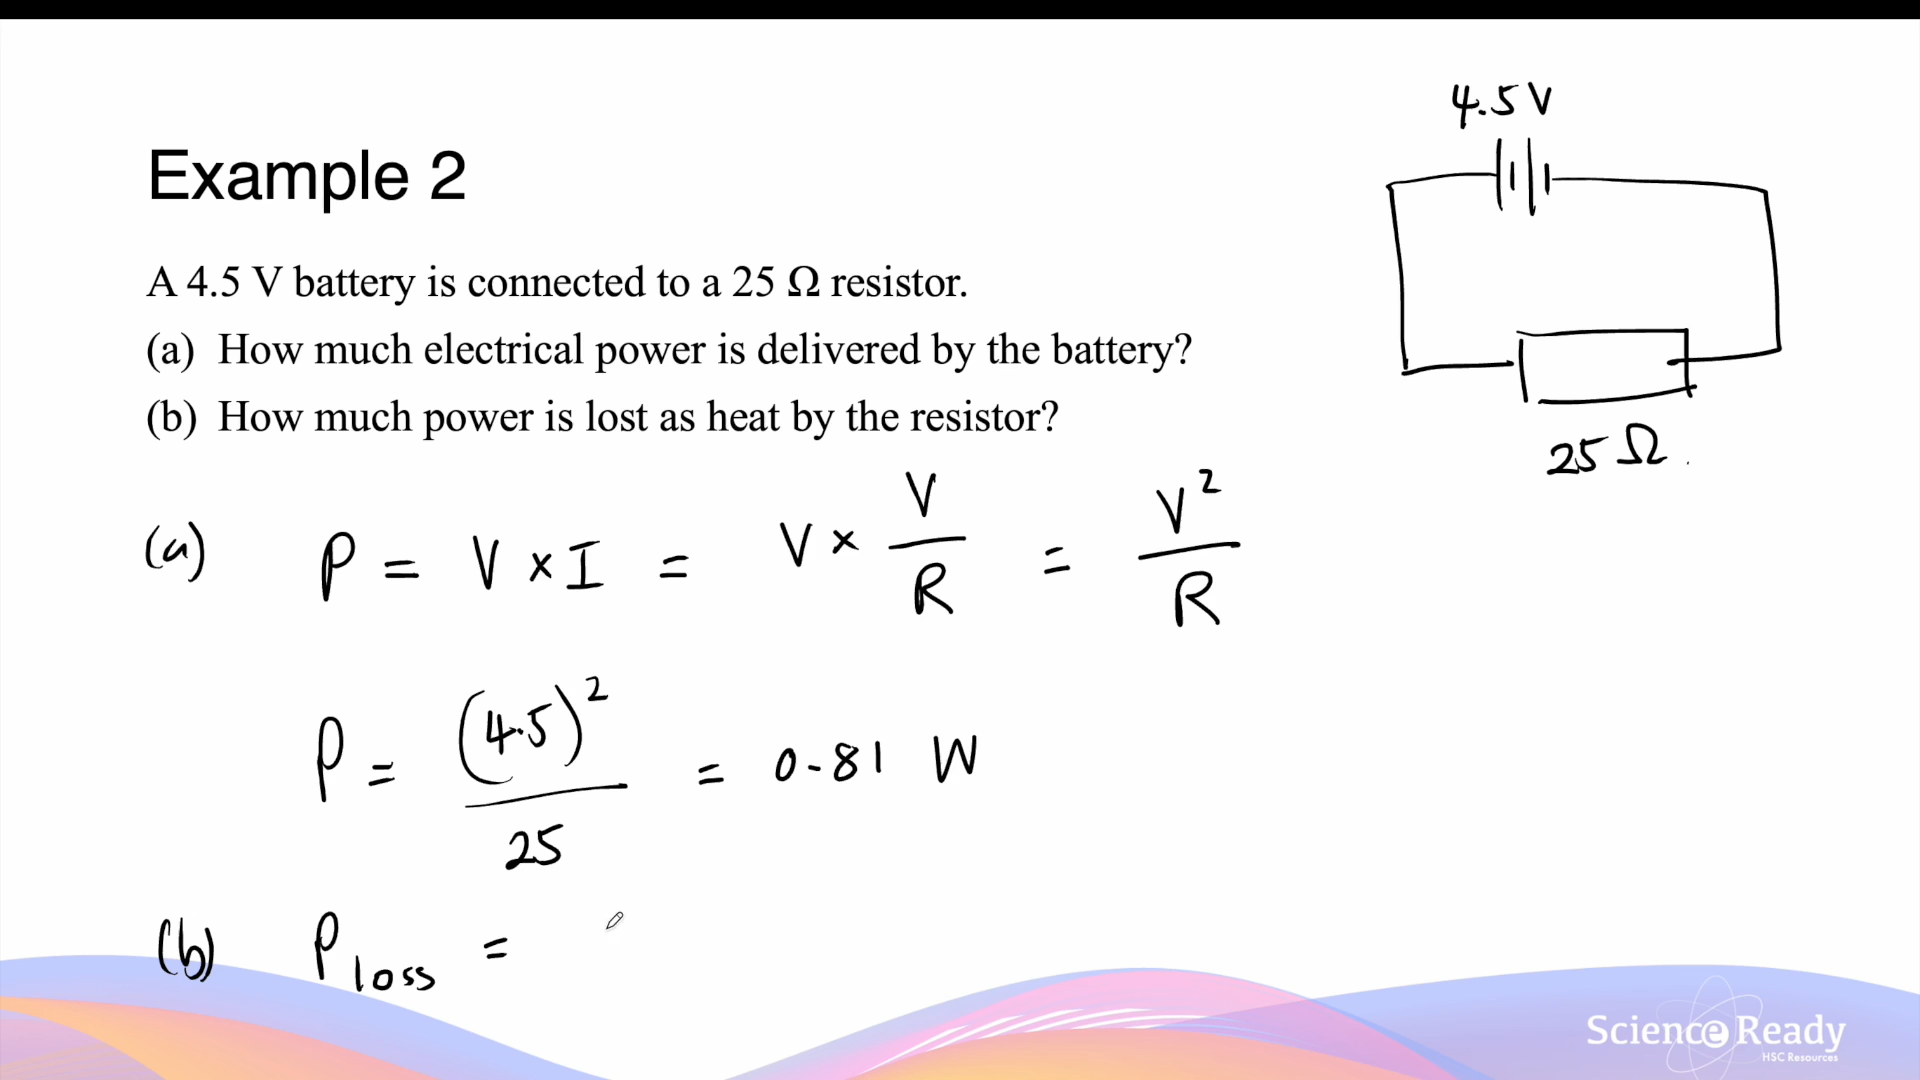 4.5 V
Example 2
A 4.5 V battery is connected to a 25 Ω resistor.
(a) How much electrical power is delivered by the battery?
(b) How much power is lost as heat by the resistor?
25 Ω
(a) P = V × I = V × V/R = V²/R
P = (4.5)²/25 = 0.81 W
(b) P loss =
Science Ready
HSC Resources